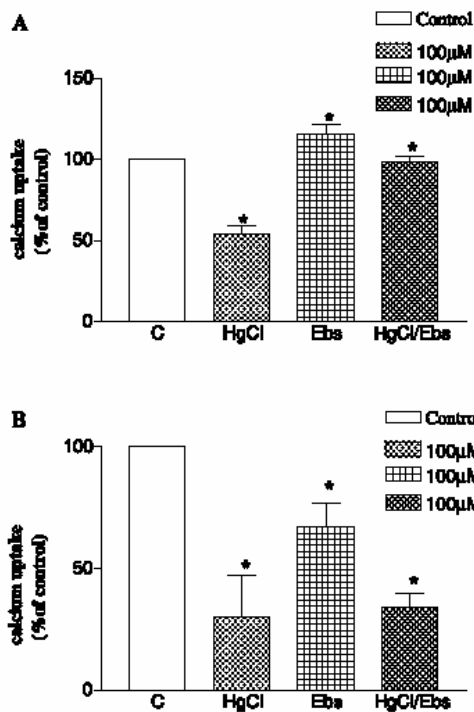 A
Control
100µM
100µM
100µM
calcium uptake
(% of control)
150
100
50
0
C HgCl Ebs HgCl/Ebs
B
Contro
100µM
100µM
100µM
calcium uptake
(% of control)
100
50
0
C HgCl Ebs HgCl/Ebs
* * *
* * *